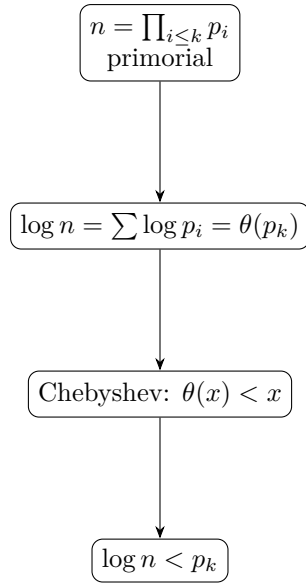 n = ∏_{i≤k} p_i
primorial
log n = ∑ log p_i = θ(p_k)
Chebyshev: θ(x) < x
log n < p_k